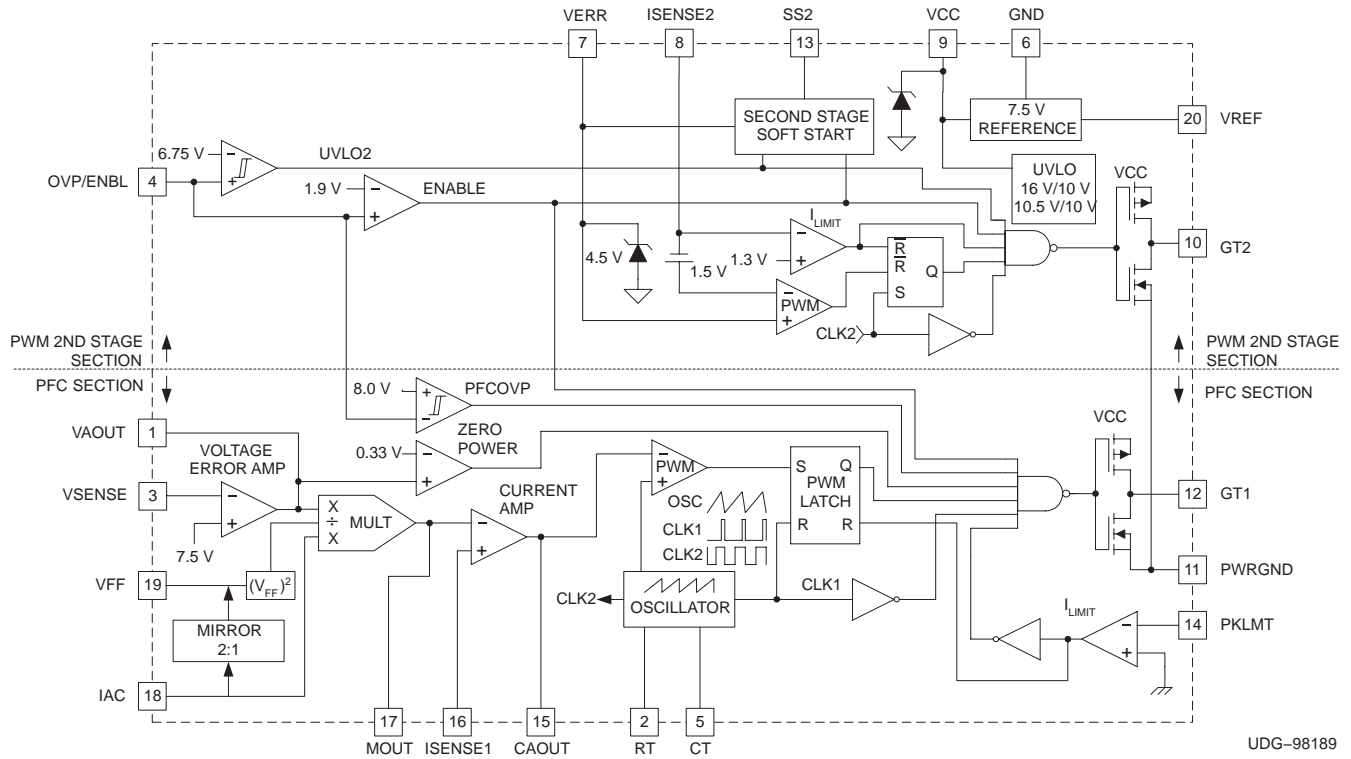 VERR ISENSE2 SS2 VCC GND
7 8 13 9 6
SECOND STAGE
SOFT START
7.5 V
REFERENCE
20 VREF
6.75 V
−
+
UVLO2
OVP/ENBL 4
1.9 V
−
+
ENABLE
UVLO
16 V/10 V
10.5 V/10 V
VCC
10 GT2
4.5 V
1.5 V
I LIMIT
−
+
1.3 V
R
R
Q
S
−
+
PWM
CLK2
PWM 2ND STAGE
SECTION
PFC SECTION
PWM 2ND STAGE
SECTION
PFC SECTION
8.0 V
+
−
PFCOVP
VCC
VAOUT
1
VOLTAGE
ERROR AMP
0.33 V
−
+
ZERO
POWER
VSENSE 3
−
+
7.5 V
X
÷
X
MULT
CURRENT
AMP
−
+
−
+
PWM
OSC
CLK1
CLK2
S Q
PWM
LATCH
R R
12 GT1
11 PWRGND
VFF
19
(VFF)2
MIRROR
2:1
CLK2
OSCILLATOR
CLK1
I LIMIT
−
+
14 PKLMT
IAC 18
17 16 15 2 5
MOUT ISENSE1 CAOUT RT CT
UDG–98189